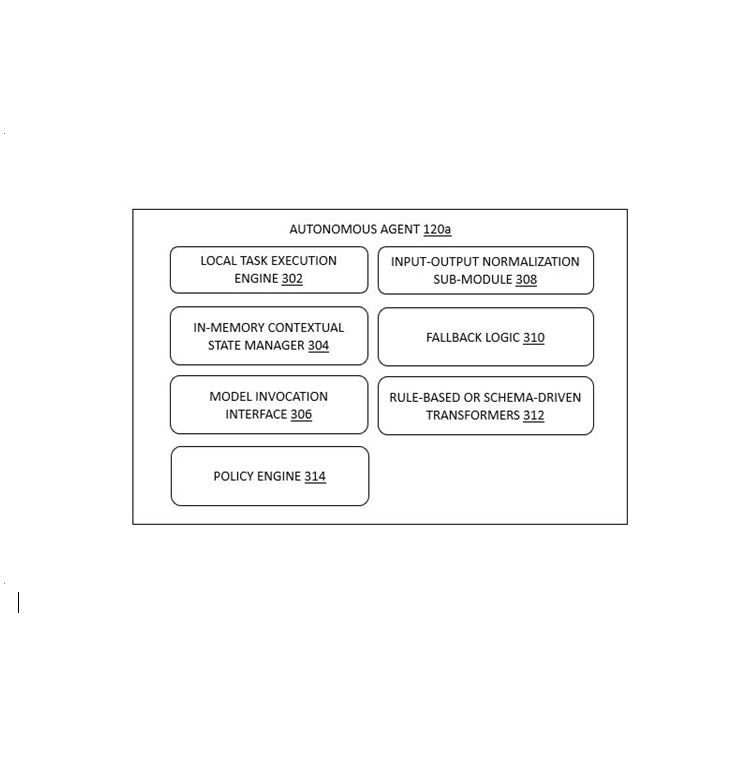 AUTONOMOUS AGENT 120a
LOCAL TASK EXECUTION
ENGINE 302
INPUT-OUTPUT NORMALIZATION
SUB-MODULE 308
IN-MEMORY CONTEXTUAL
STATE MANAGER 304
FALLBACK LOGIC 310
MODEL INVOCATION
INTERFACE 306
RULE-BASED OR SCHEMA-DRIVEN
TRANSFORMERS 312
POLICY ENGINE 314